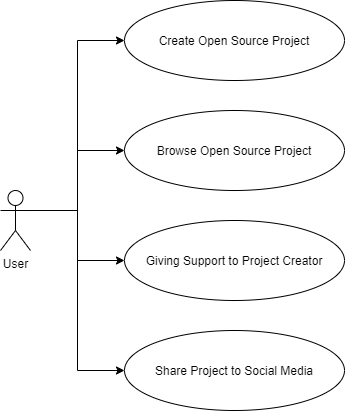 Create Open Source Project
Browse Open Source Project
User
Giving Support to Project Creator
Share Project to Social Media